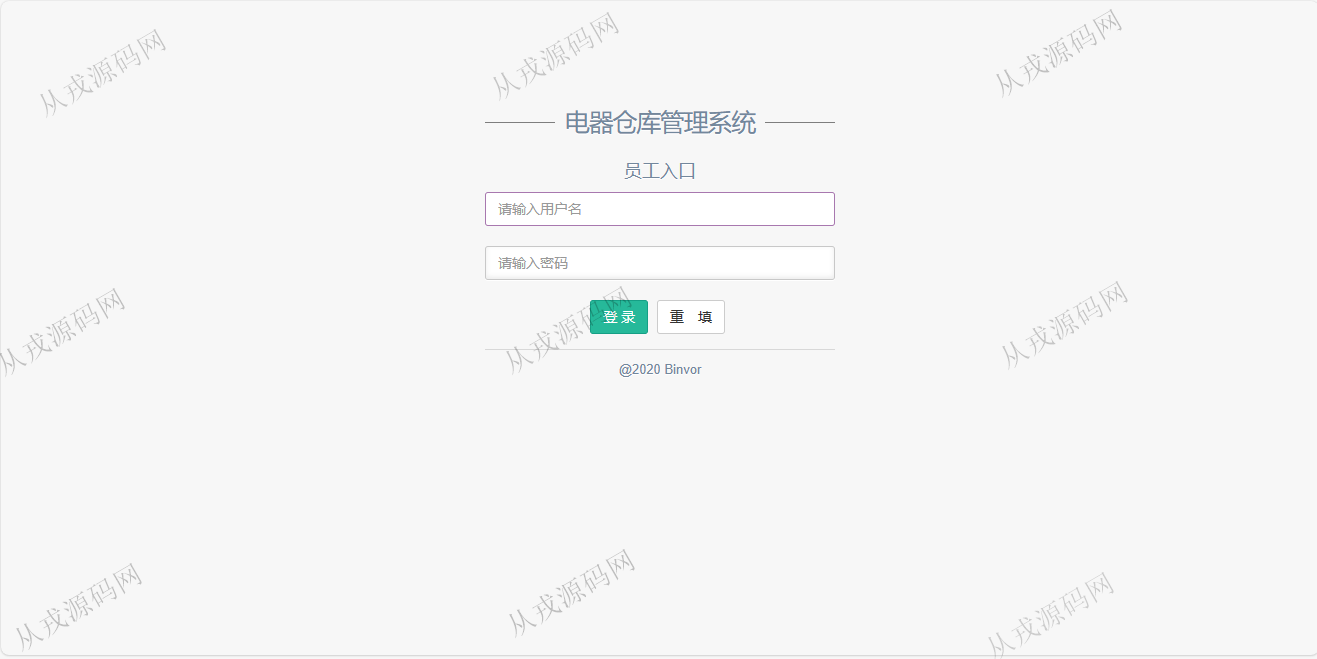 从戎源码网
从戎源码网
从戎源码网
电器仓库管理系统
员工入口
请输入用户名
请输入密码
从戎源码网
从戎源码网
从戎源码网
登 录
重 填
@2020 Binvor
从戎源码网
从戎源码网
从戎源码网